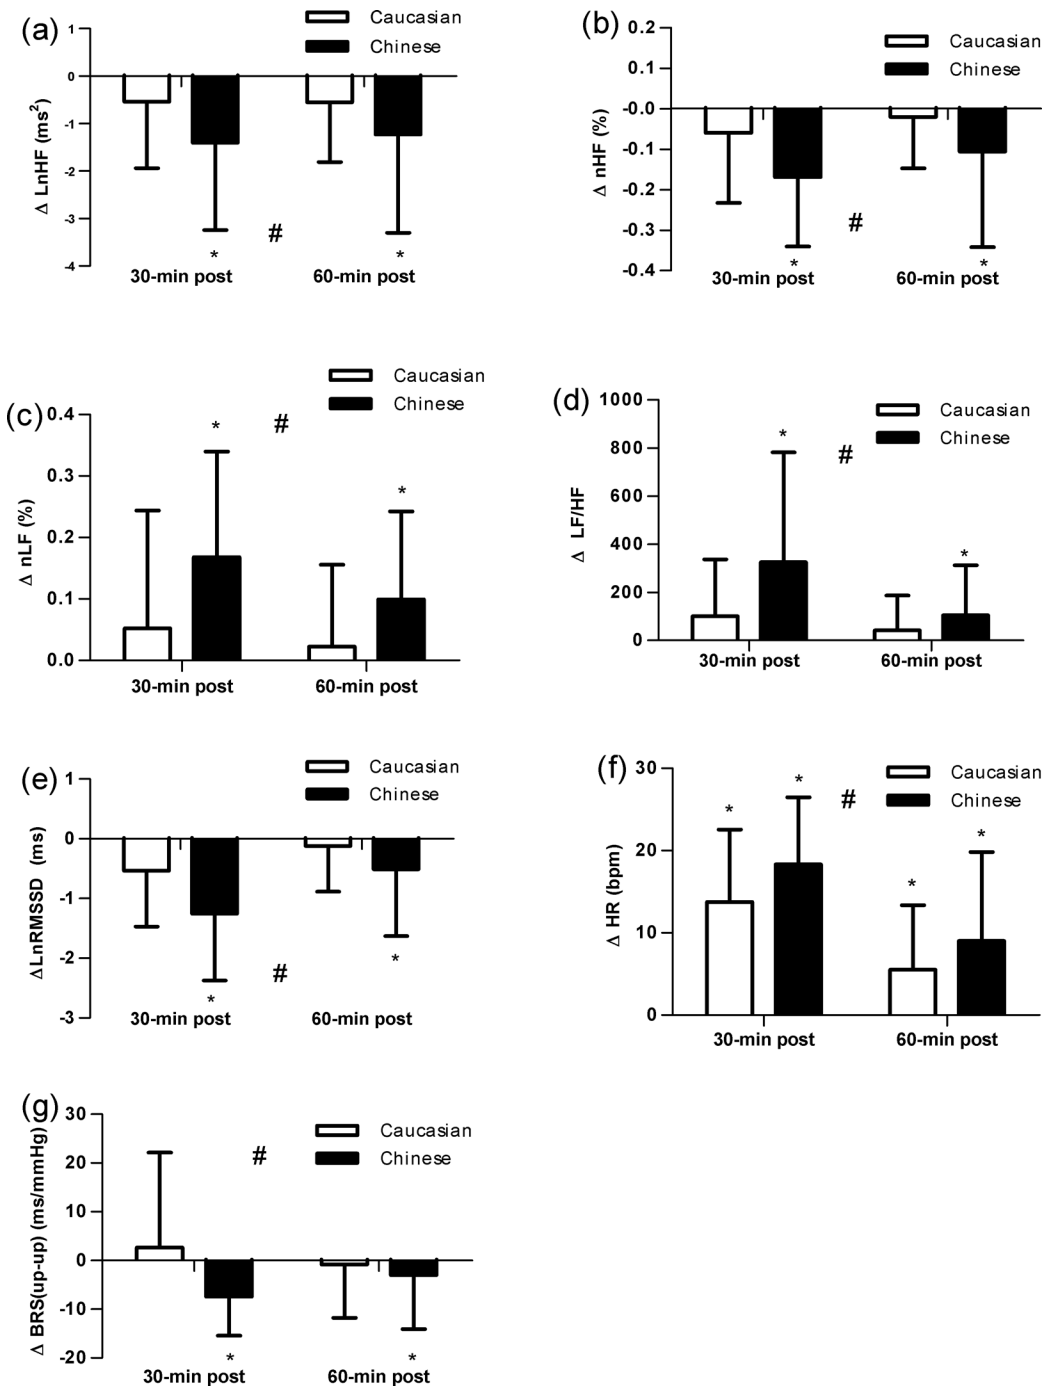 (a)
Caucasian
Chinese
Δ LnHF (ms²)
1
0
-1
-2
-3
-4
#
*
*
30-min post
60-min post
(b)
Caucasian
Chinese
Δ nHF (%)
0.2
0.1
-0.0
-0.1
-0.2
-0.3
-0.4
#
*
*
30-min post
60-min post
(c)
Caucasian
Chinese
Δ nLF (%)
0.4
0.3
0.2
0.1
0.0
*
#
*
30-min post
60-min post
(d)
Caucasian
Chinese
Δ LF/HF
1000
800
600
400
200
0
*
#
*
30-min post
60-min post
(e)
Caucasian
Chinese
ΔLnRMSSD (ms)
1
0
-1
-2
-3
#
*
*
30-min post
60-min post
(f)
Caucasian
Chinese
Δ HR (bpm)
30
20
10
0
*
*
#
*
*
30-min post
60-min post
(g)
Caucasian
Chinese
Δ BRS(up-up) (ms/mmHg)
30
20
10
0
-10
-20
#
*
*
30-min post
60-min post